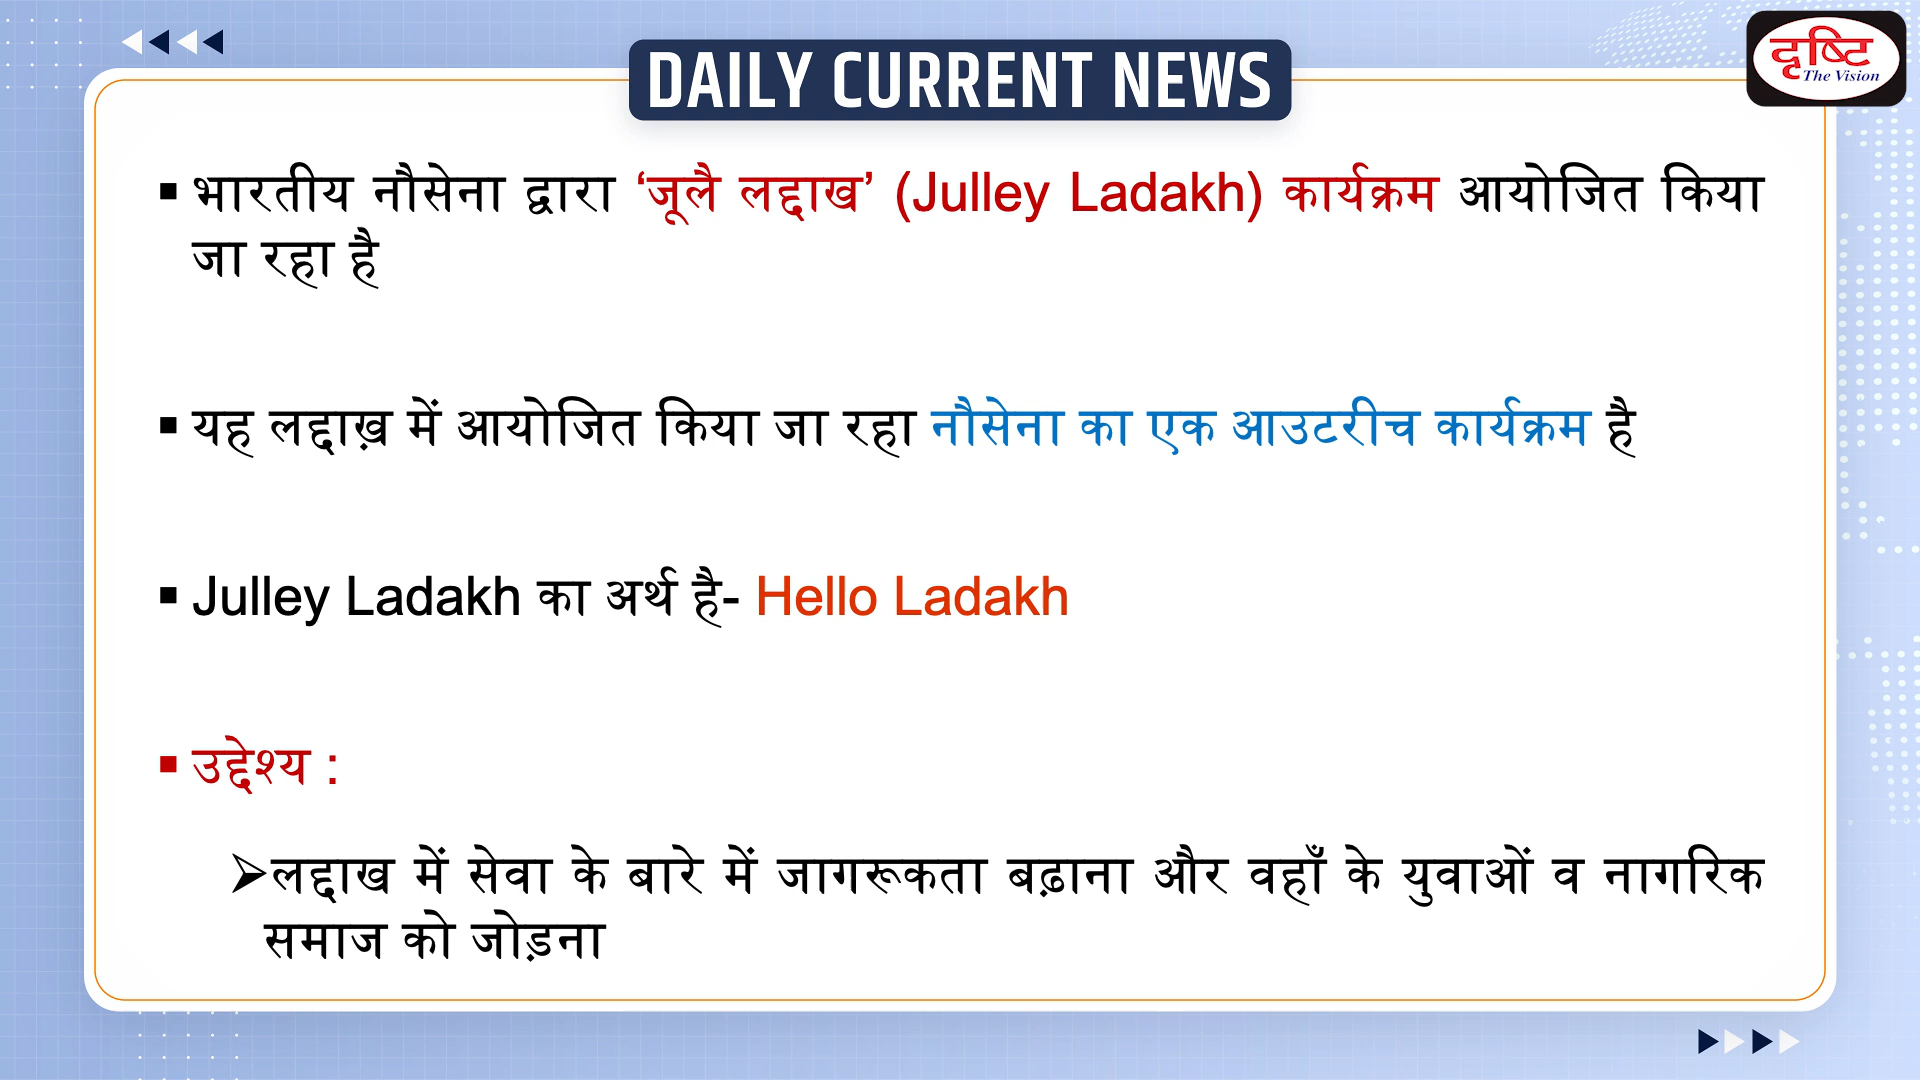 DAILY CURRENT NEWS
दृष्टि
The Vision
▪ भारतीय नौसेना द्वारा ‘जूलै लद्दाख’ (Julley Ladakh) कार्यक्रम आयोजित किया
जा रहा है
▪ यह लद्दाख़ में आयोजित किया जा रहा नौसेना का एक आउटरीच कार्यक्रम है
▪ Julley Ladakh का अर्थ है- Hello Ladakh
▪ उद्देश्य :
➢लद्दाख में सेवा के बारे में जागरूकता बढ़ाना और वहाँ के युवाओं व नागरिक
समाज को जोड़ना